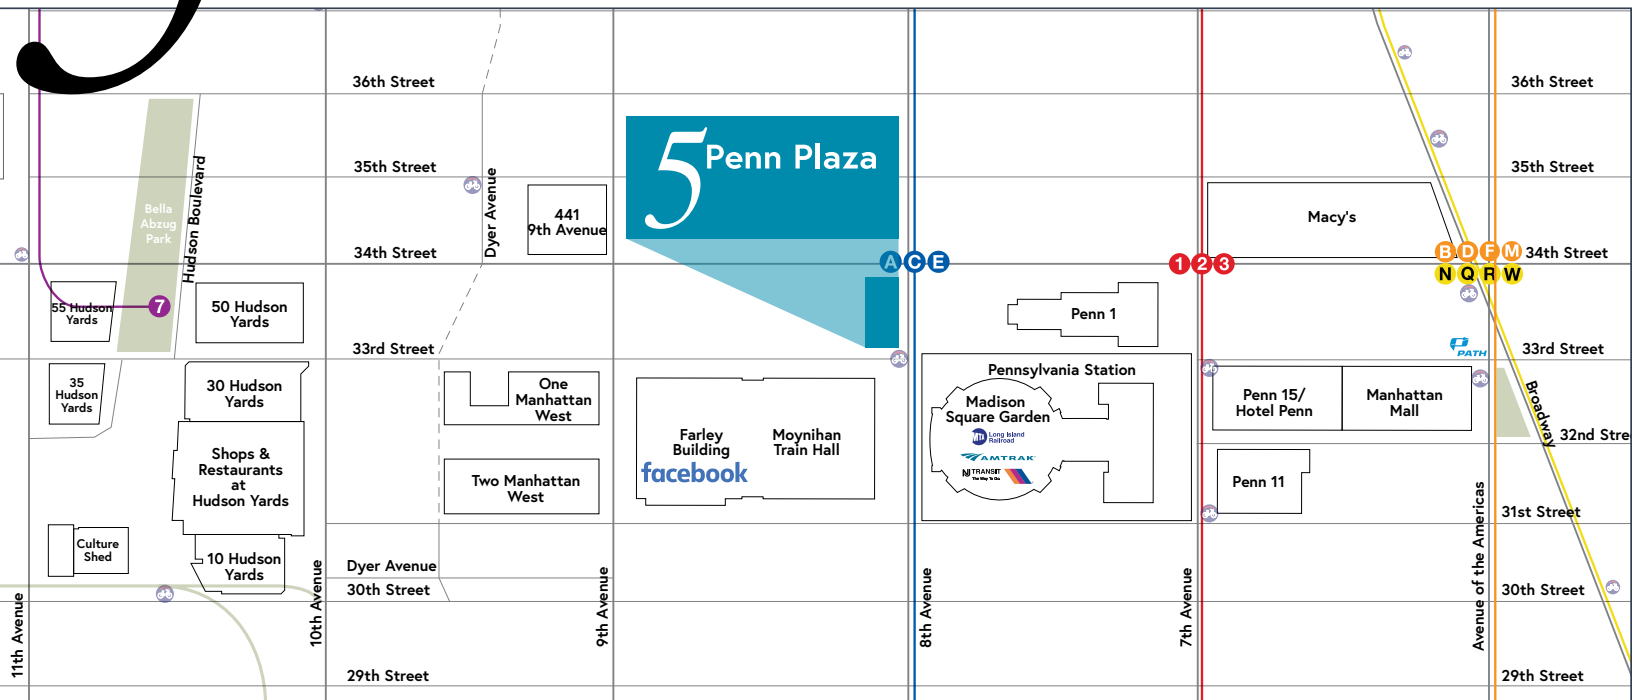 36th Street
36th Street
5 Penn Plaza
35th Street
35th Street
Hudson Boulevard
Dyer Avenue
Bella
Abzug
Park
441
9th Avenue
Macy's
34th Street
A C E
1 2 3
B D F M
34th Street
N Q R W
7
55 Hudson
Yards
50 Hudson
Yards
Penn 1
33rd Street
PATH
33rd Street
35
Hudson
Yards
30 Hudson
Yards
One
Manhattan
West
Pennsylvania Station
Madison
Square Garden
MTA Long Island
Railroad
AMTRAK
NJ TRANSIT
The Way To Go
Penn 15/
Hotel Penn
Manhattan
Mall
Broadway
32nd Stre
Shops &
Restaurants
at
Hudson Yards
Two Manhattan
West
Farley
Building
facebook
Moynihan
Train Hall
Penn 11
31st Street
Culture
Shed
10 Hudson
Yards
Dyer Avenue
30th Street
30th Street
11th Avenue
10th Avenue
9th Avenue
8th Avenue
7th Avenue
Avenue of the Americas
29th Street
29th Street